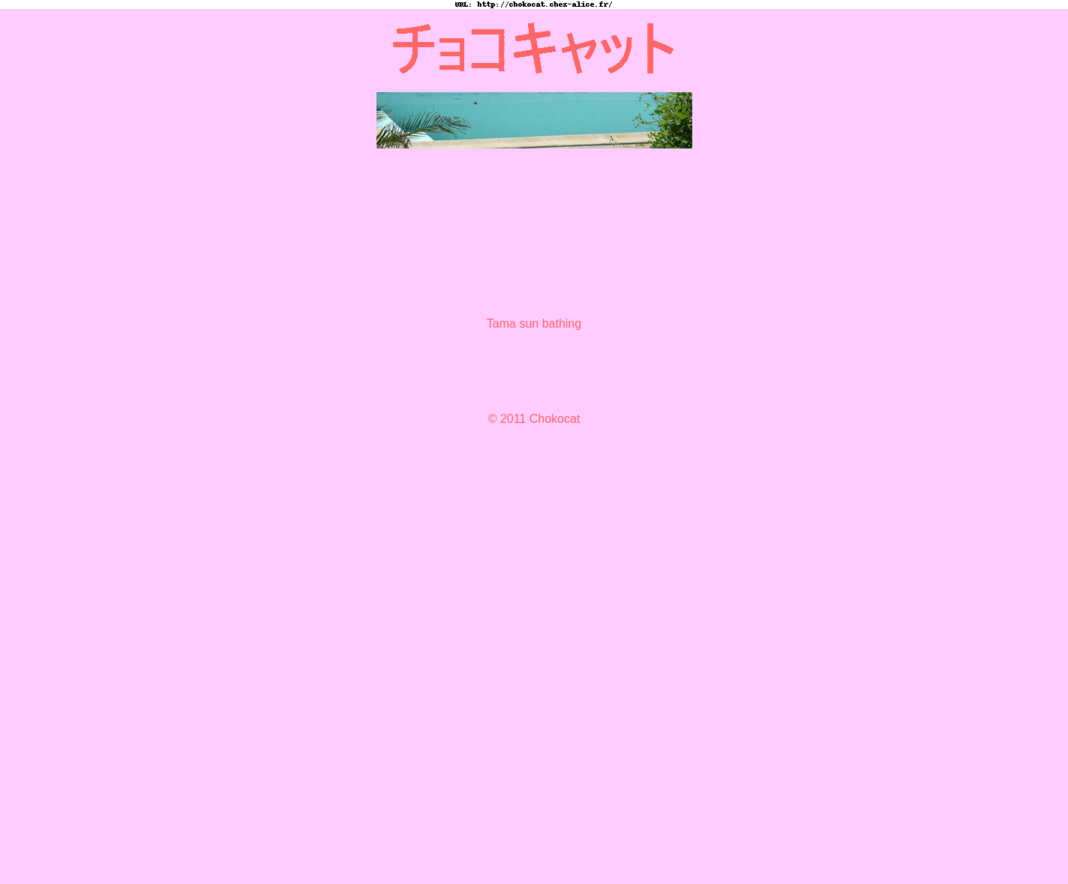 URL: http://chokocat.chez-alice.fr/
チョコキャット
Tama sun bathing
© 2011 Chokocat